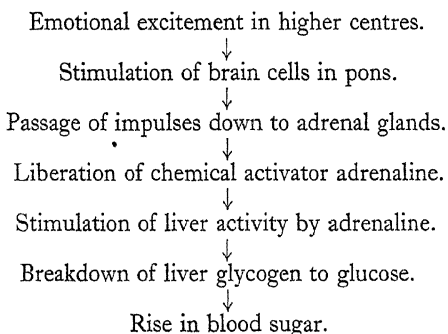 Emotional excitement in higher centres.
Stimulation of brain cells in pons.
Passage of impulses down to adrenal glands.
Liberation of chemical activator adrenaline.
Stimulation of liver activity by adrenaline.
Breakdown of liver glycogen to glucose.
Rise in blood sugar.